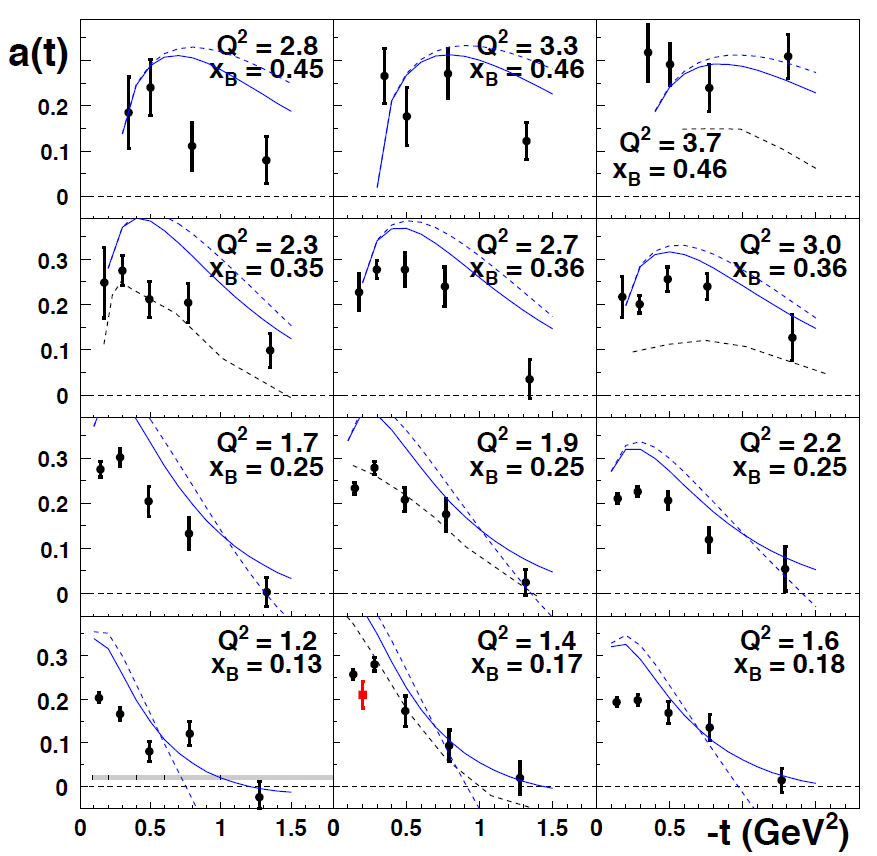 a(t)
Q² = 2.8
x_B = 0.45
Q² = 3.3
x_B = 0.46
Q² = 3.7
x_B = 0.46
0.2
0.1
0
Q² = 2.3
x_B = 0.35
Q² = 2.7
x_B = 0.36
Q² = 3.0
x_B = 0.36
0.3
0.2
0.1
0
Q² = 1.7
x_B = 0.25
Q² = 1.9
x_B = 0.25
Q² = 2.2
x_B = 0.25
0.3
0.2
0.1
0
Q² = 1.2
x_B = 0.13
Q² = 1.4
x_B = 0.17
Q² = 1.6
x_B = 0.18
0.3
0.2
0.1
0
0 0.5 1 1.5 0 0.5 1 1.5 0 0.5 -t (GeV²)